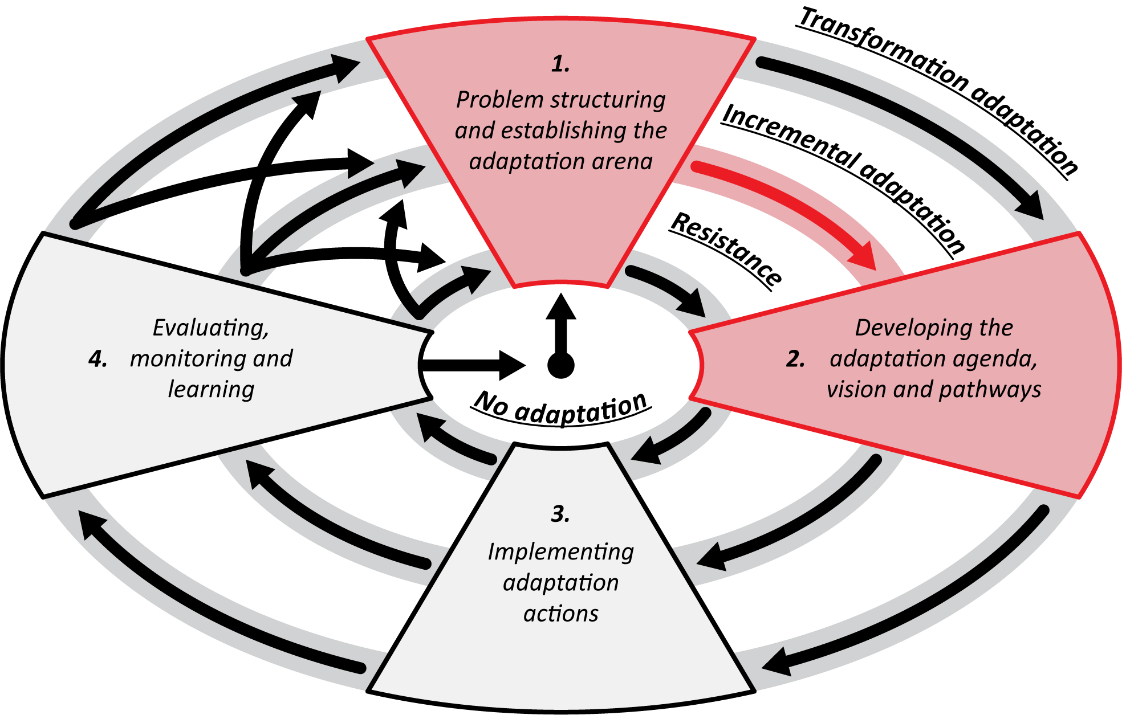 Transformation adaptation
1.
Problem structuring
and establishing the
adaptation arena
Incremental adaptation
Resistance
4.
Evaluating,
monitoring and
learning
2.
Developing the
adaptation agenda,
vision and pathways
No adaptation
3.
Implementing
adaptation
actions